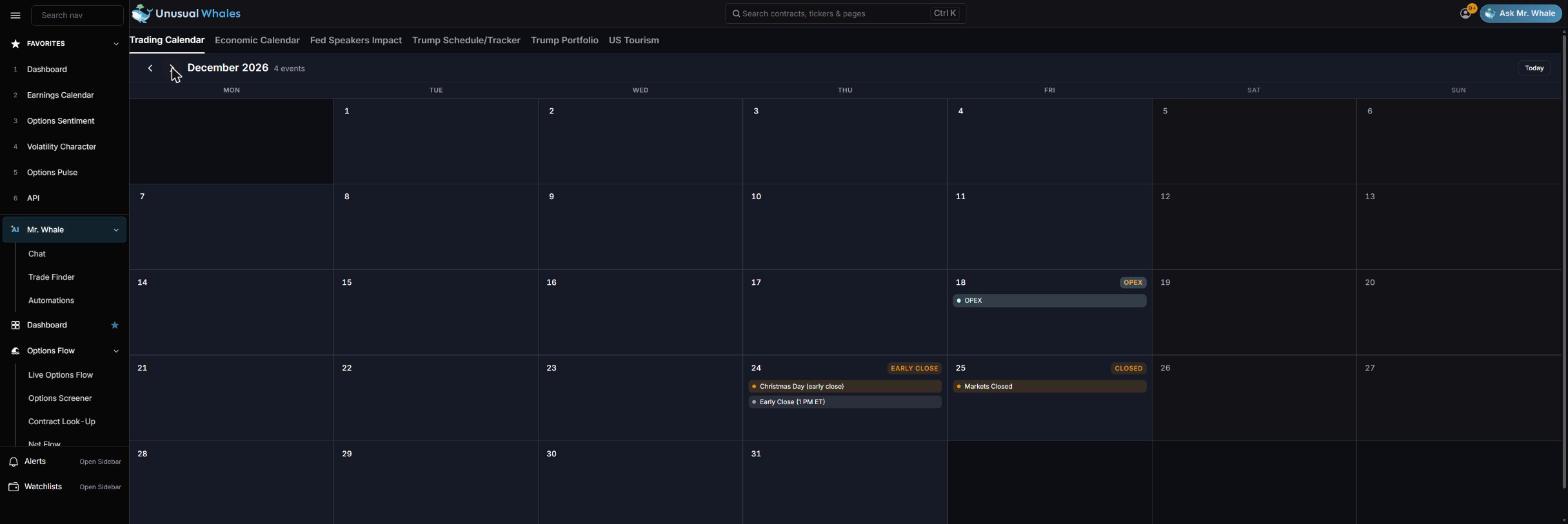 Search nav
Unusual Whales
Search contracts, tickers & pages
Ctrl K
9+
Ask Mr. Whale
FAVORITES
1 Dashboard
2 Earnings Calendar
3 Options Sentiment
4 Volatility Character
5 Options Pulse
6 API
AI Mr. Whale
Chat
Trade Finder
Automations
Dashboard
Options Flow
Live Options Flow
Options Screener
Contract Look-Up
Net Flow
Alerts Open Sidebar
Watchlists Open Sidebar
Trading Calendar Economic Calendar Fed Speakers Impact Trump Schedule/Tracker Trump Portfolio US Tourism
December 2026 4 events
Today
MON TUE WED THU FRI SAT SUN
1 2 3 4 5 6
7 8 9 10 11 12 13
14 15 16 17 18 OPEX 19 20
OPEX
21 22 23 24 EARLY CLOSE 25 CLOSED 26 27
Christmas Day (early close) Markets Closed
Early Close (1 PM ET)
28 29 30 31